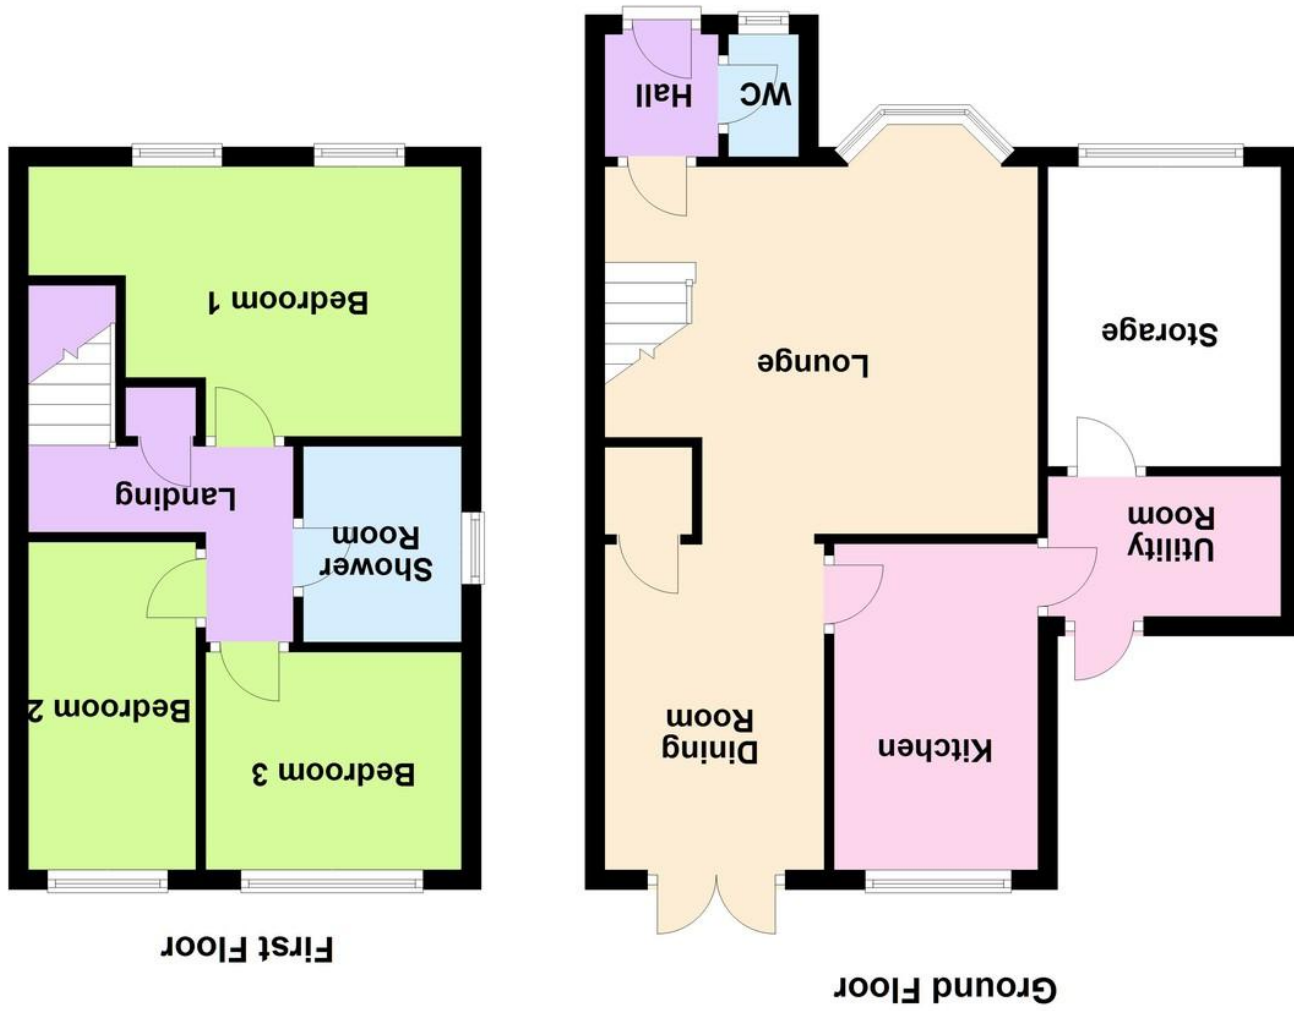 Ground Floor
Kitchen
Dining
Room
Utility
Room
Storage
Lounge
Hall
WC
First Floor
Bedroom 3
Bedroom 2
Shower
Room
Landing
Bedroom 1